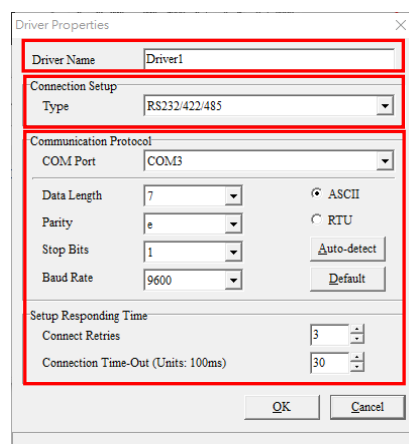 Driver Properties
Driver Name Driver1
Connection Setup
Type RS232/422/485
Communication Protocol
COM Port COM3
Data Length 7 ASCII
Parity e RTU
Stop Bits 1 Auto-detect
Baud Rate 9600 Default
Setup Responding Time
Connect Retries 3
Connection Time-Out (Units: 100ms) 30
OK Cancel